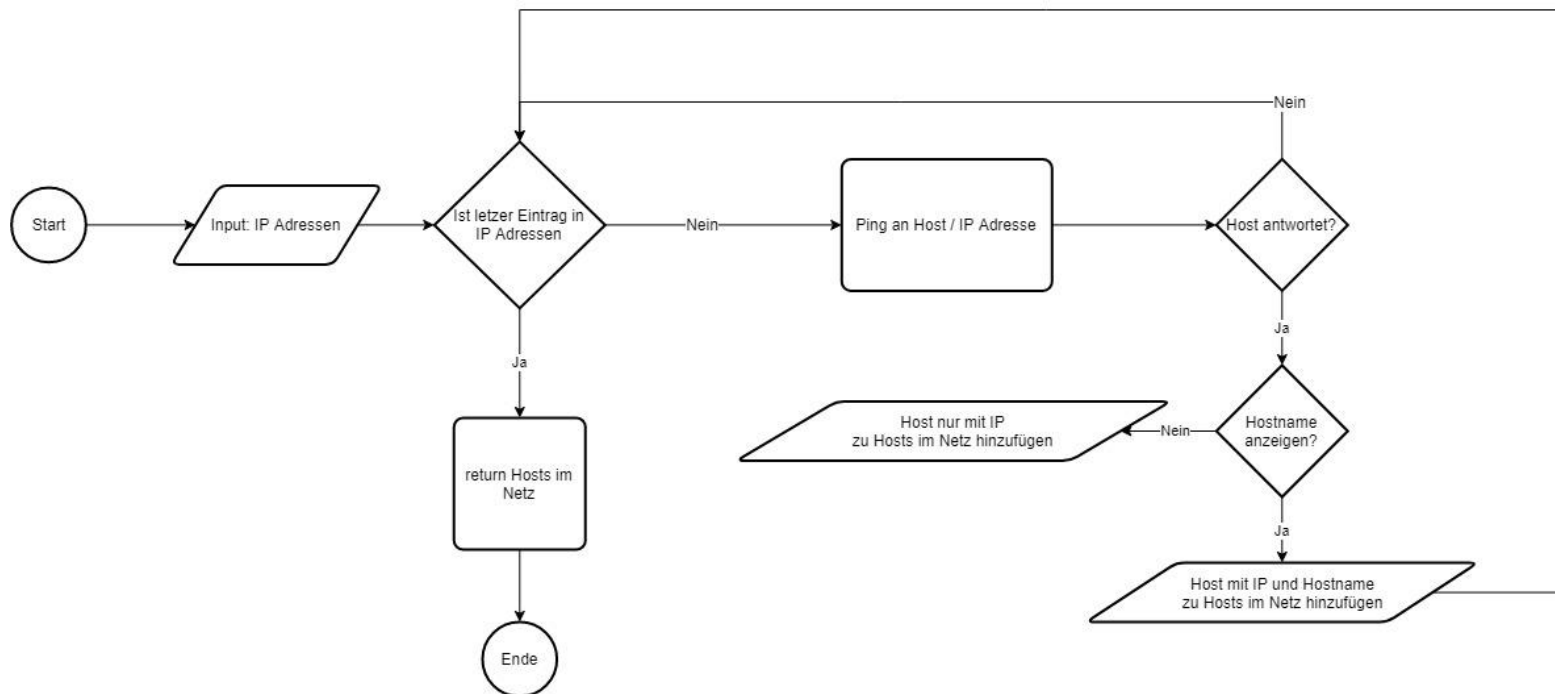 Start
Input: IP Adressen
Ist letzer Eintrag in
IP Adressen
Nein
Ping an Host / IP Adresse
Host antwortet?
Nein
Ja
Hostname
anzeigen?
Nein
Host nur mit IP
zu Hosts im Netz hinzufügen
Ja
Host mit IP und Hostname
zu Hosts im Netz hinzufügen
Ja
return Hosts im
Netz
Ende